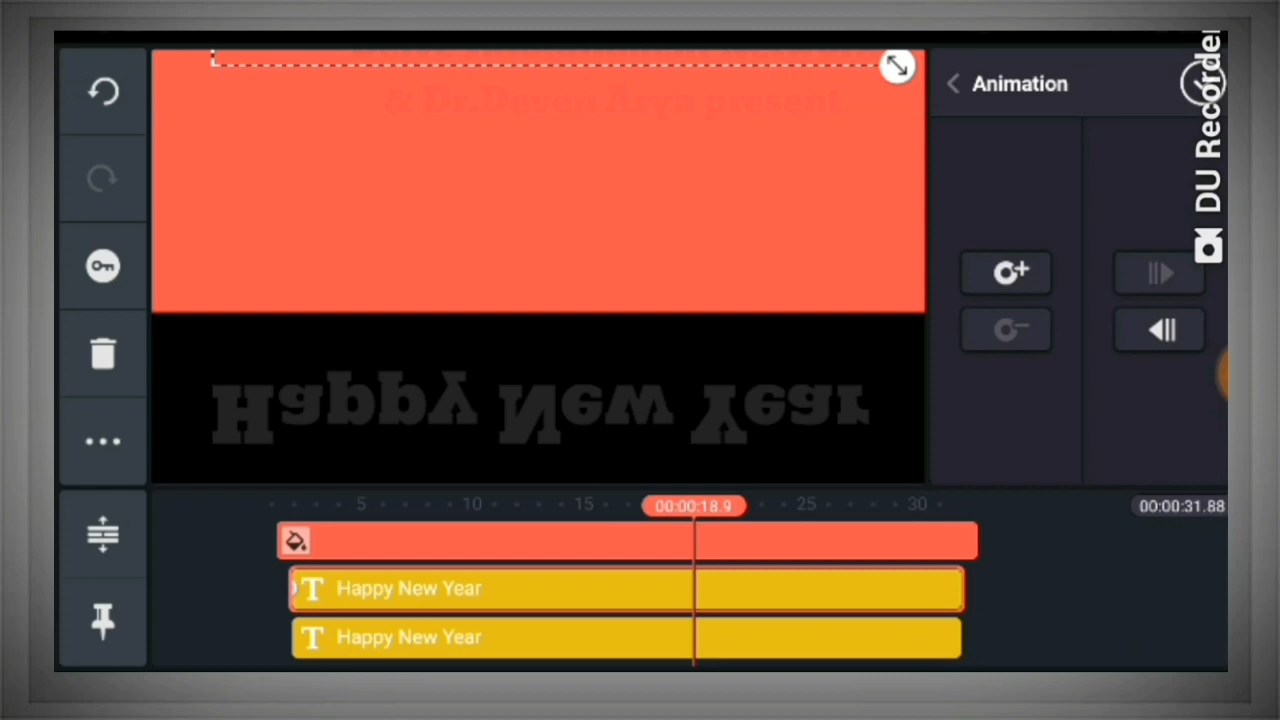 Animation
DU Recorder
& Dr.Deven Arya present
Happy New Year
5 10 15 00:00:18.9 25 30 00:00:31.88
T Happy New Year
T Happy New Year